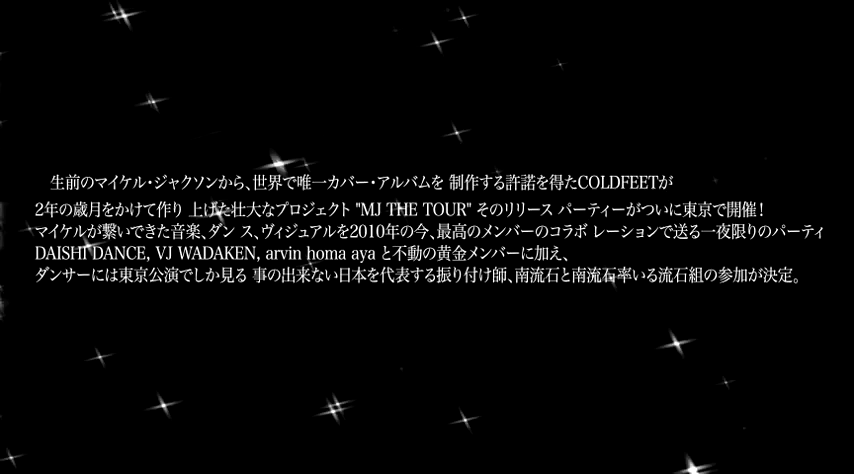 生前のマイケル・ジャクソンから、世界で唯一カバー・アルバムを 制作する許諾を得たCOLDFEETが
2年の歳月をかけて作り 上げた壮大なプロジェクト "MJ THE TOUR" そのリリース パーティーがついに東京で開催！
マイケルが繋いできた音楽、ダン ス、ヴィジュアルを2010年の今、最高のメンバーのコラボ レーションで送る一夜限りのパーティ
DAISHI DANCE, VJ WADAKEN, arvin homa aya と不動の黄金メンバーに加え、
ダンサーには東京公演でしか見る 事の出来ない日本を代表する振り付け師、南流石と南流石率いる流石組の参加が決定。